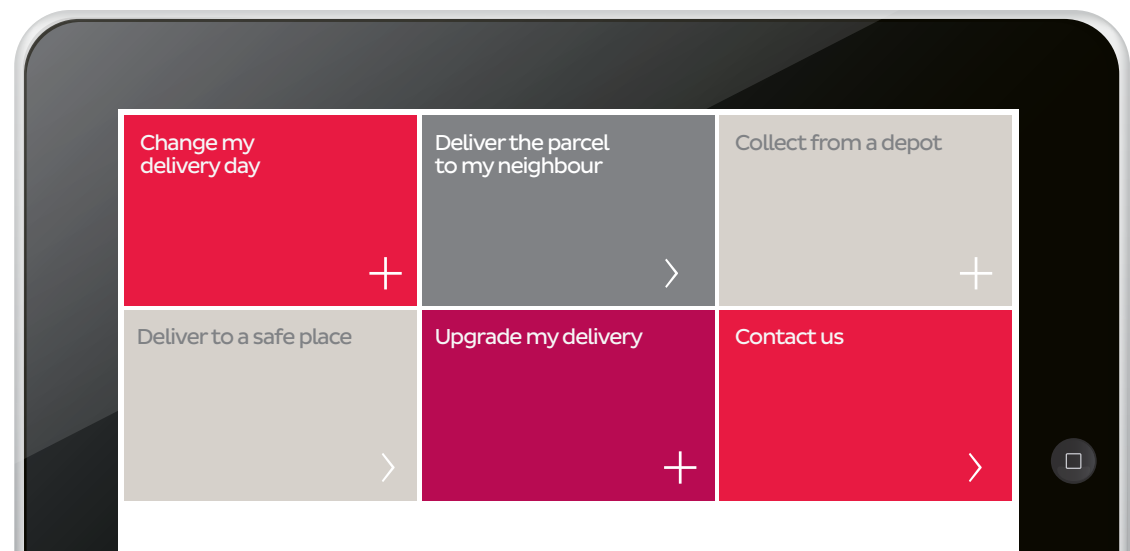 Change my
delivery day
Deliver the parcel
to my neighbour
Collect from a depot
Deliver to a safe place
Upgrade my delivery
Contact us